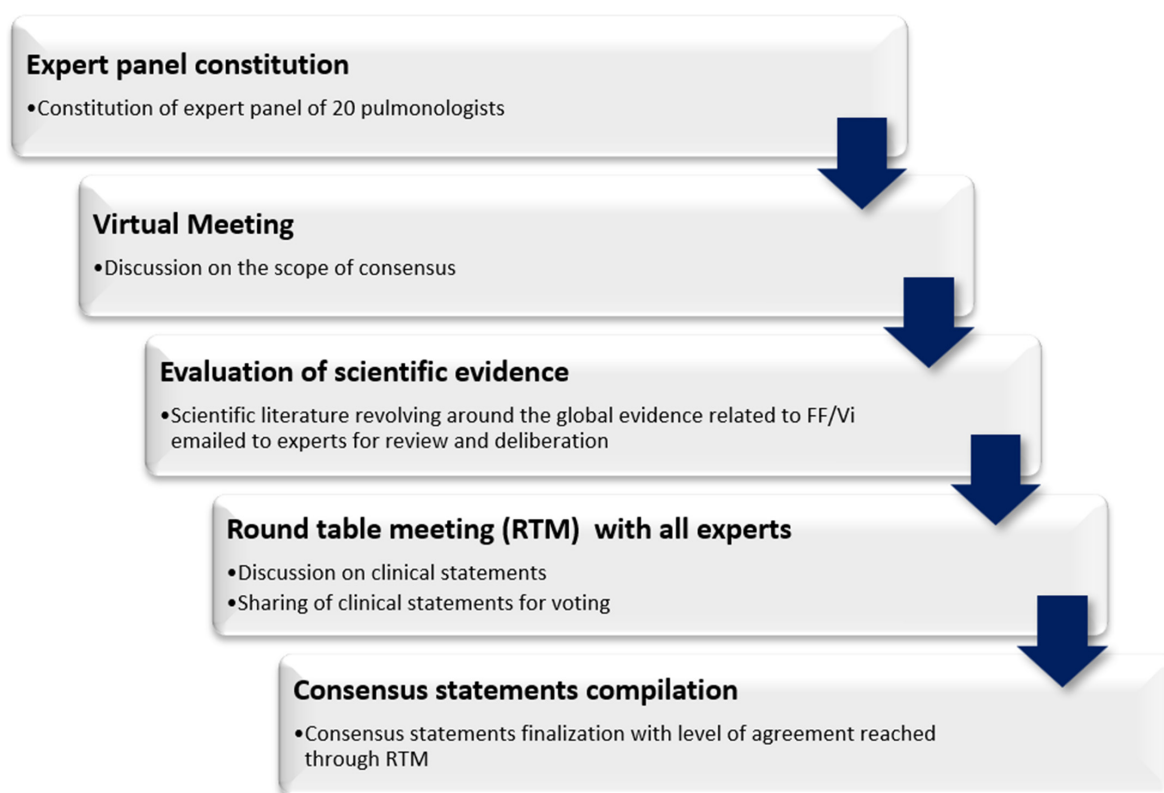 Expert panel constitution
•Constitution of expert panel of 20 pulmonologists
Virtual Meeting
•Discussion on the scope of consensus
Evaluation of scientific evidence
•Scientific literature revolving around the global evidence related to FF/Vi
emailed to experts for review and deliberation
Round table meeting (RTM)  with all experts
•Discussion on clinical statements
•Sharing of clinical statements for voting
Consensus statements compilation
•Consensus statements finalization with level of agreement reached
through RTM